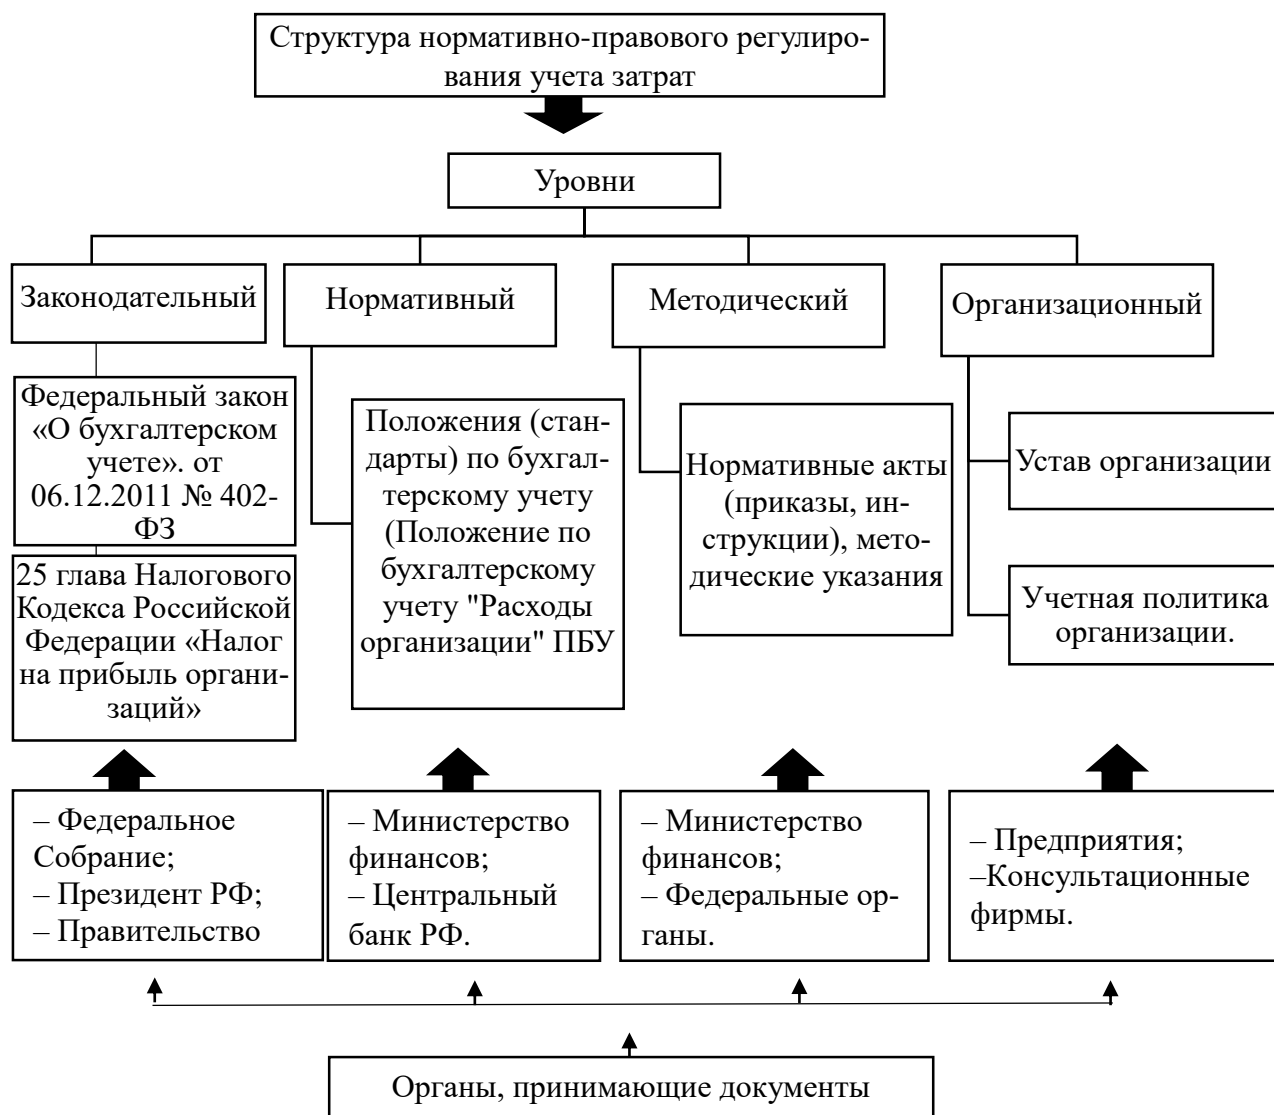 Структура нормативно-правового регулиро-
вания учета затрат
Уровни
Законодательный
Нормативный
Методический
Организационный
Федеральный закон
«О бухгалтерском
учете». от
06.12.2011 № 402-
ФЗ
25 глава Налогового
Кодекса Российской
Федерации «Налог
на прибыль органи-
заций»
Положения (стан-
дарты) по бухгал-
терскому учету
(Положение по
бухгалтерскому
учету "Расходы
организации" ПБУ
Нормативные акты
(приказы, ин-
струкции), мето-
дические указания
Устав организации
Учетная политика
организации.
– Федеральное
Собрание;
– Президент РФ;
– Правительство
– Министерство
финансов;
– Центральный
банк РФ.
– Министерство
финансов;
– Федеральные ор-
ганы.
– Предприятия;
–Консультационные
фирмы.
Органы, принимающие документы